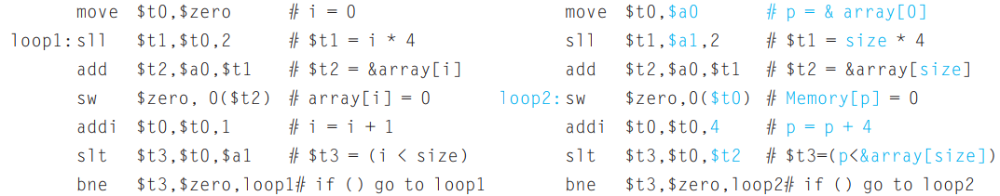 move $t0,$zero # i = 0
loop1:sll $t1,$t0,2 # $t1 = i * 4
add $t2,$a0,$t1 # $t2 = &array[i]
sw $zero, 0($t2) # array[i] = 0
addi $t0,$t0,1 # i = i + 1
slt $t3,$t0,$a1 # $t3 = (i < size)
bne $t3,$zero,loop1# if () go to loop1
move $t0,$a0 # p = & array[0]
sll $t1,$a1,2 # $t1 = size * 4
add $t2,$a0,$t1 # $t2 = &array[size]
loop2:sw $zero,0($t0) # Memory[p] = 0
addi $t0,$t0,4 # p = p + 4
slt $t3,$t0,$t2 # $t3=(p<&array[size])
bne $t3,$zero,loop2# if () go to loop2